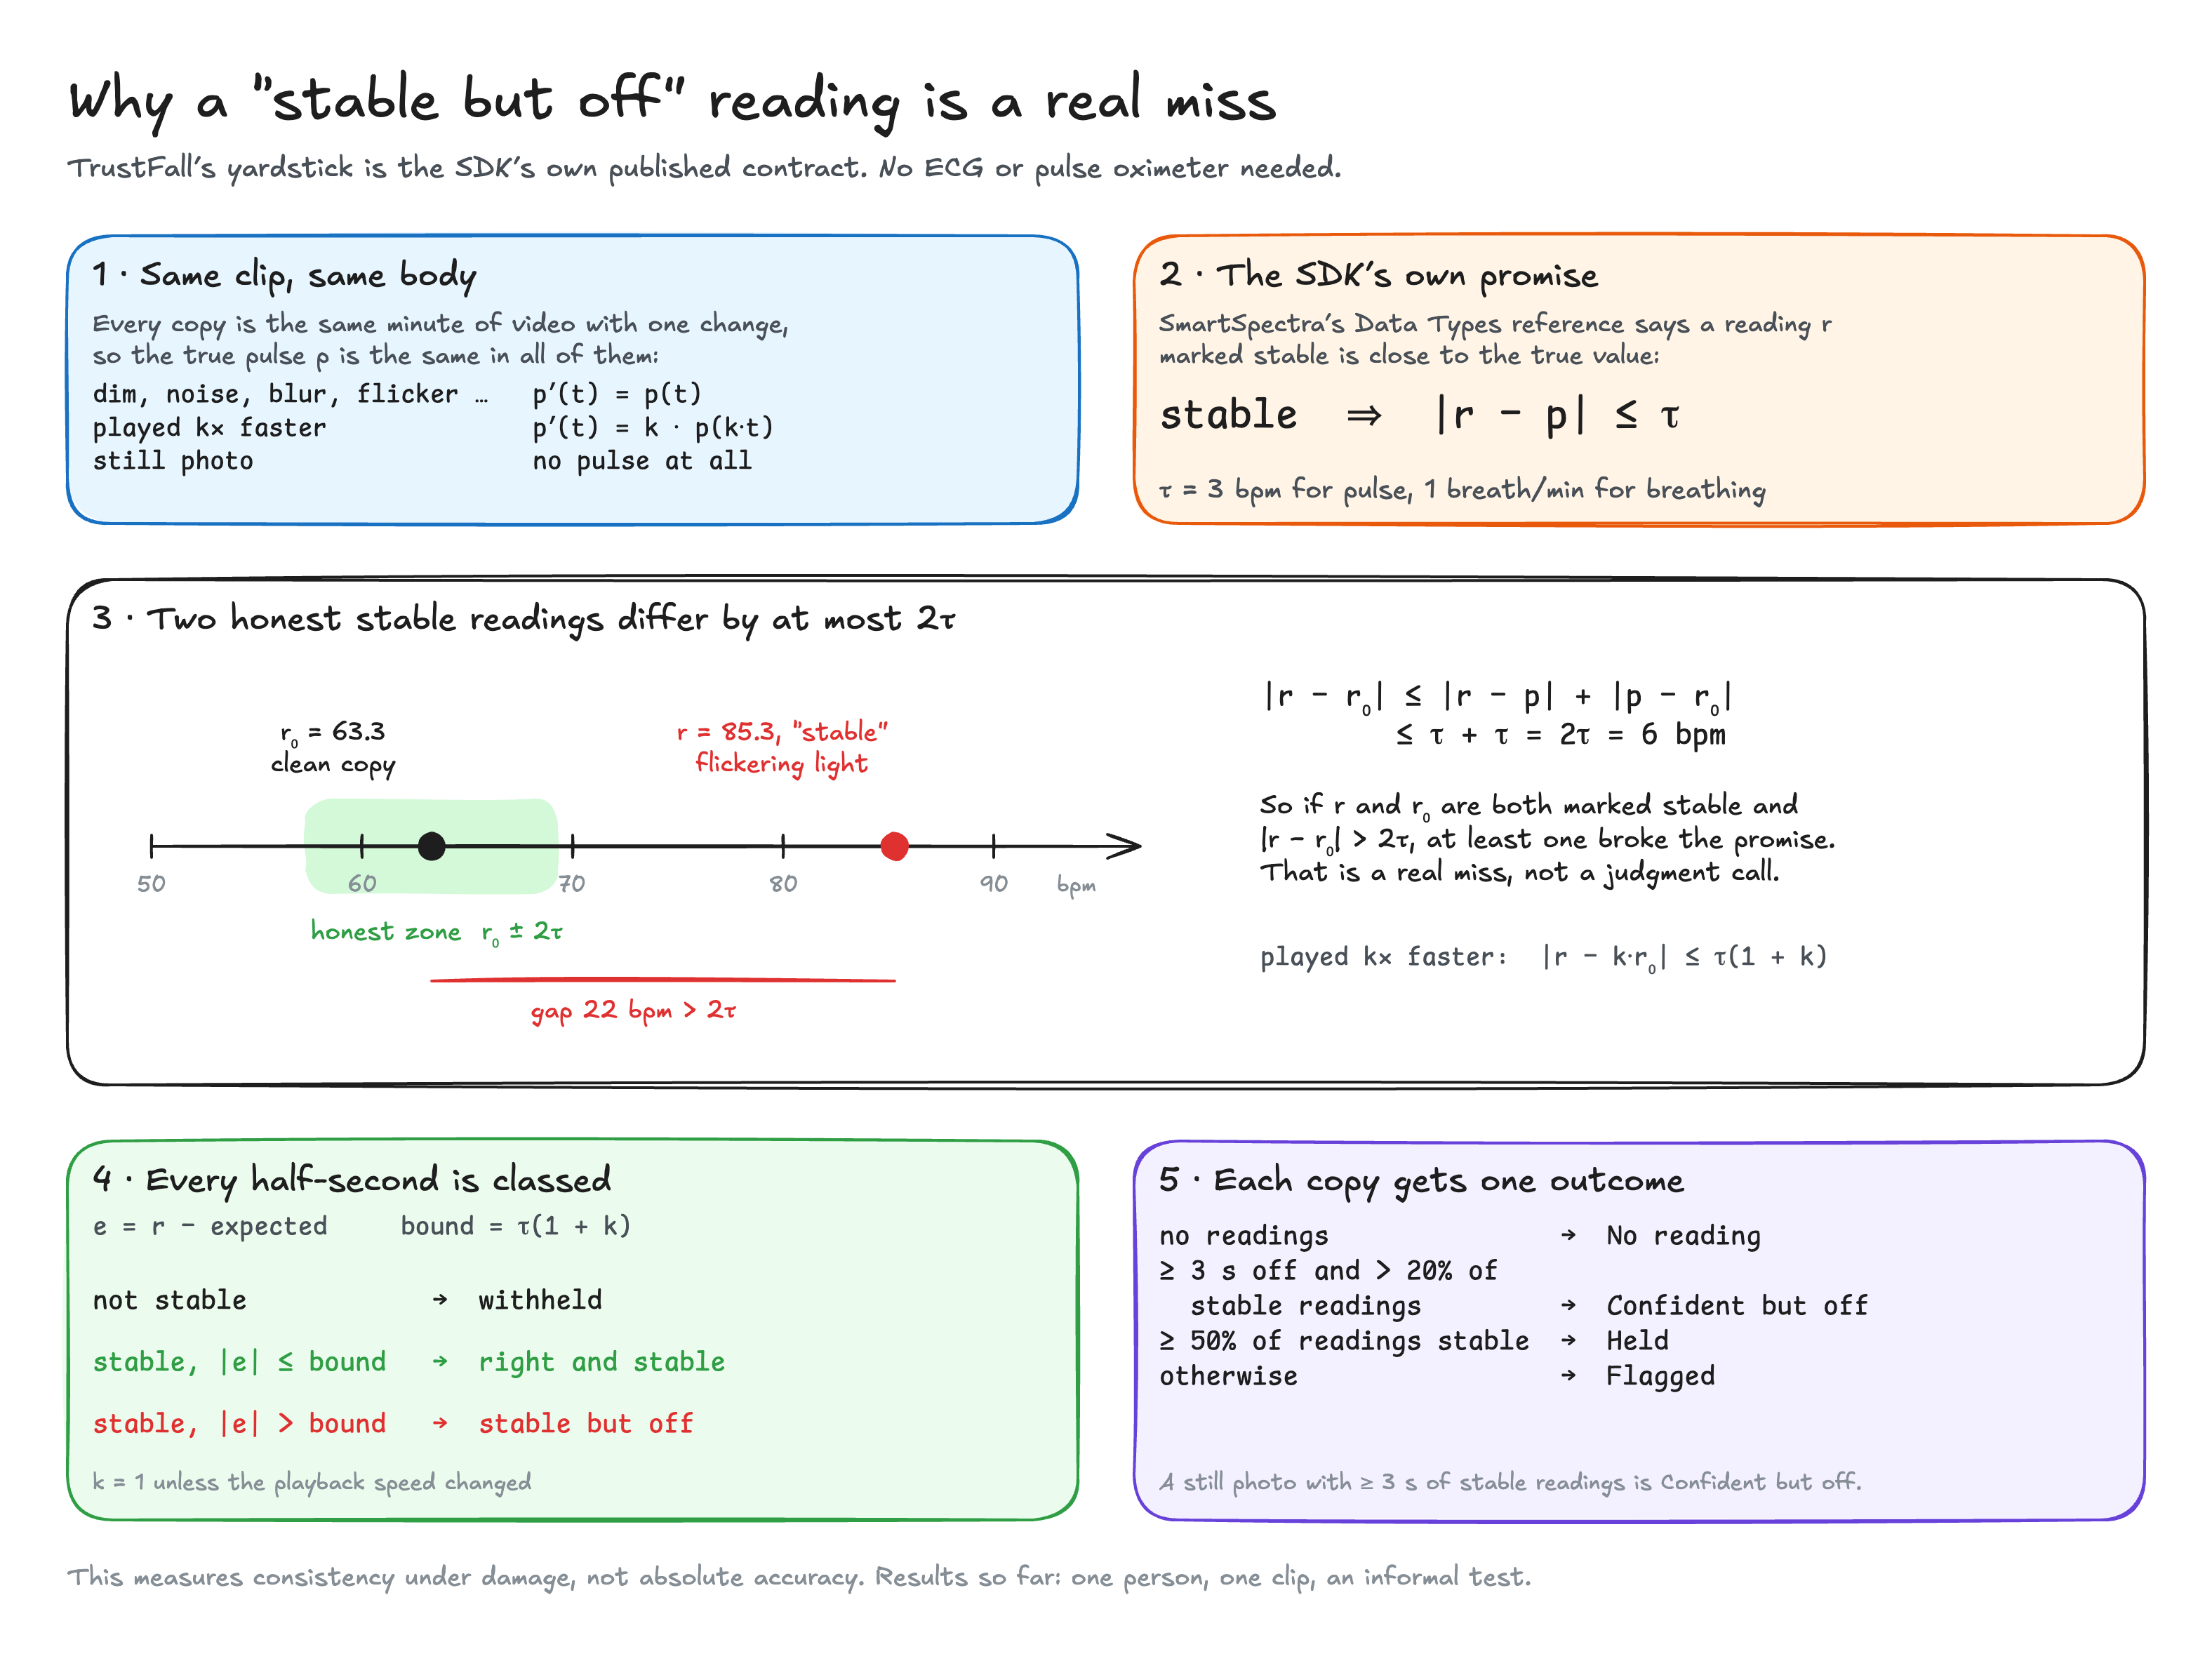 Why a "stable but off" reading is a real miss
TrustFall's yardstick is the SDK's own published contract. No ECG or pulse oximeter needed.
1 · Same clip, same body
Every copy is the same minute of video with one change,
so the true pulse p is the same in all of them:
dim, noise, blur, flicker … p′(t) = p(t)
played k× faster p′(t) = k · p(k·t)
still photo no pulse at all
2 · The SDK's own promise
SmartSpectra's Data Types reference says a reading r
marked stable is close to the true value:
stable ⇒ |r − p| ≤ τ
τ = 3 bpm for pulse, 1 breath/min for breathing
3 · Two honest stable readings differ by at most 2τ
r₀ = 63.3
clean copy
r = 85.3, "stable"
flickering light
50 60 70 80 90 bpm
honest zone r₀ ± 2τ
gap 22 bpm > 2τ
|r − r₀| ≤ |r − p| + |p − r₀|
≤ τ + τ = 2τ = 6 bpm
So if r and r₀ are both marked stable and
|r − r₀| > 2τ, at least one broke the promise.
That is a real miss, not a judgment call.
played k× faster: |r − k·r₀| ≤ τ(1 + k)
4 · Every half-second is classed
e = r − expected bound = τ(1 + k)
not stable → withheld
stable, |e| ≤ bound → right and stable
stable, |e| > bound → stable but off
k = 1 unless the playback speed changed
5 · Each copy gets one outcome
no readings → No reading
≥ 3 s off and > 20% of
stable readings → Confident but off
≥ 50% of readings stable → Held
otherwise → Flagged
A still photo with ≥ 3 s of stable readings is Confident but off.
This measures consistency under damage, not absolute accuracy. Results so far: one person, one clip, an informal test.